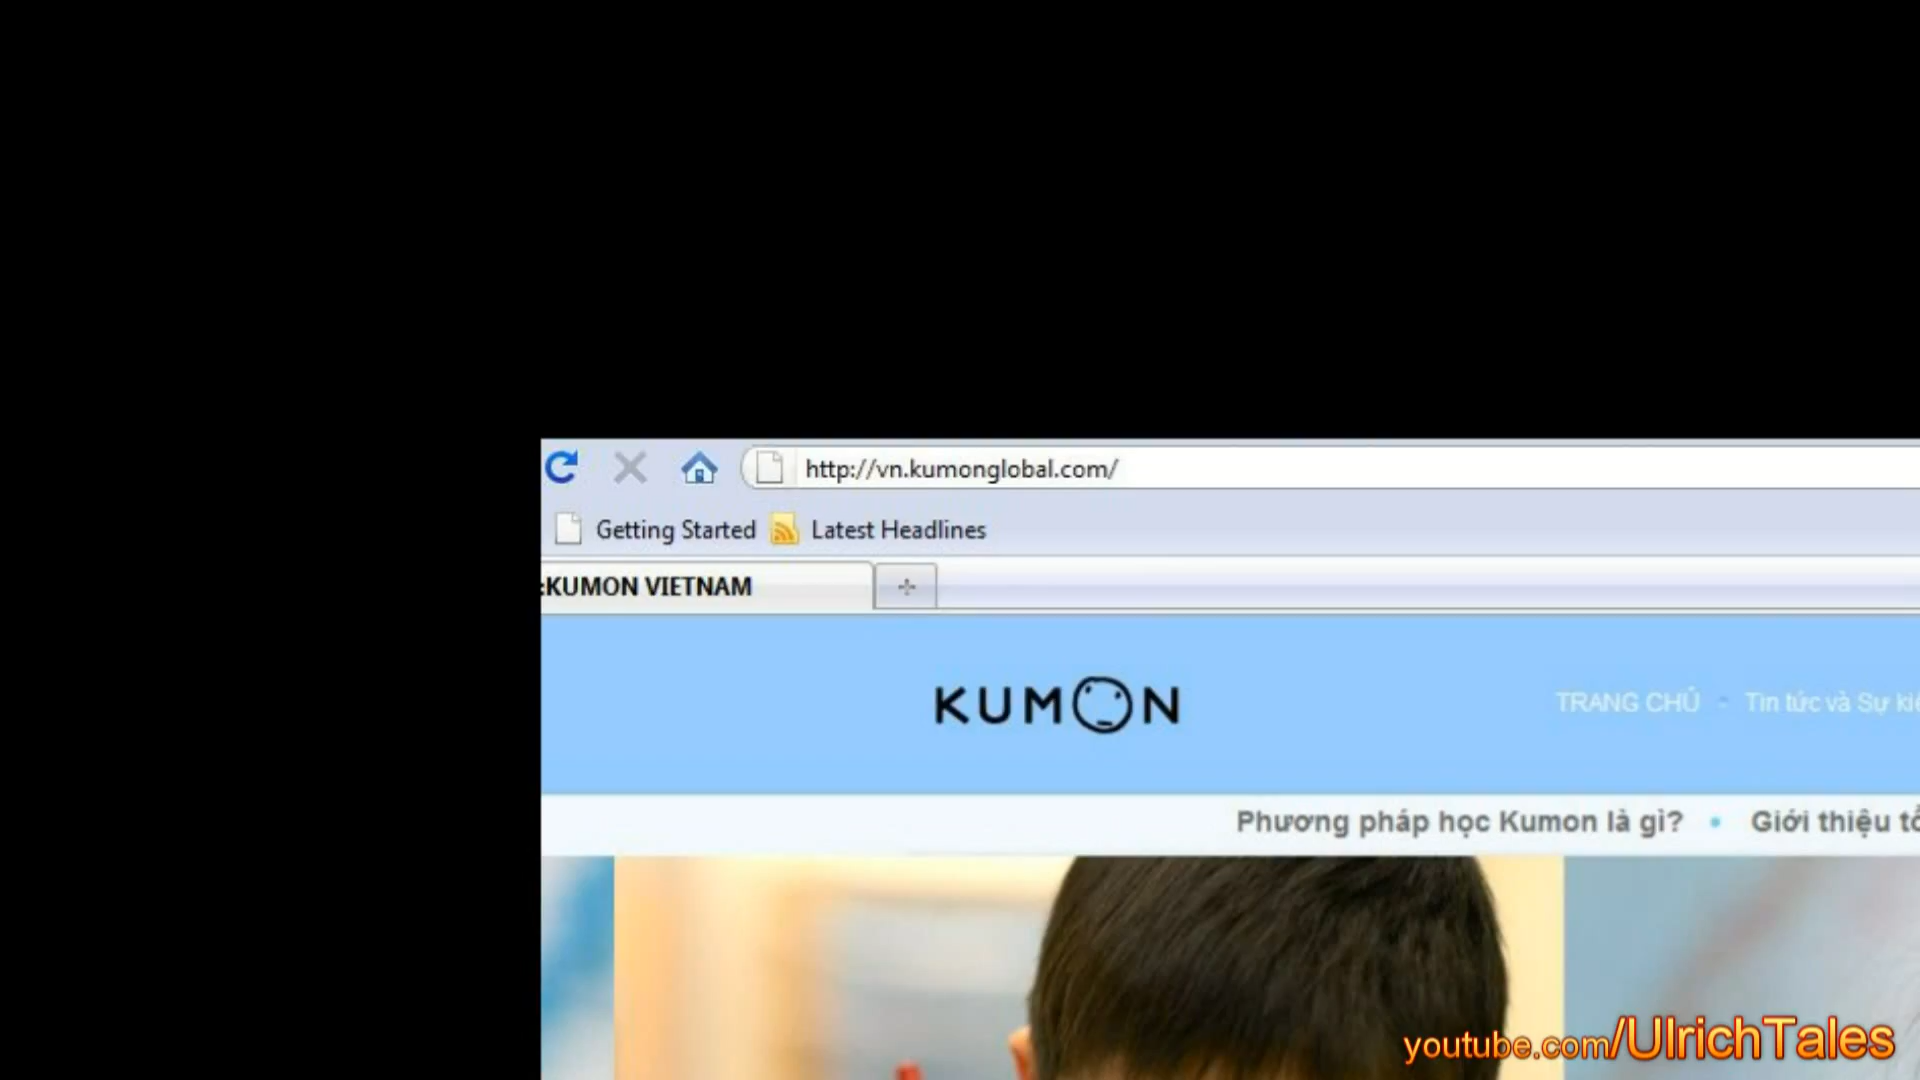 http://vn.kumonglobal.com/
Getting Started Latest Headlines
:KUMON VIETNAM
KUMON
TRANG CHỦ - Tin tức và Sự
Phương pháp học Kumon là gì? • Giới thiệu
youtube.com/UlrichTales